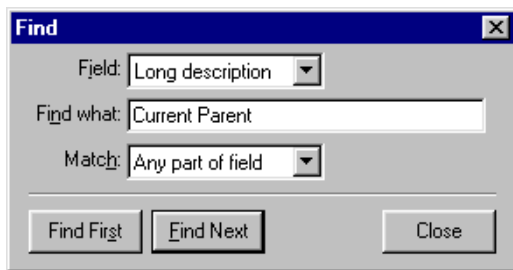 Find
Field: Long description
Find what: Current Parent
Match: Any part of field
Find First Find Next Close